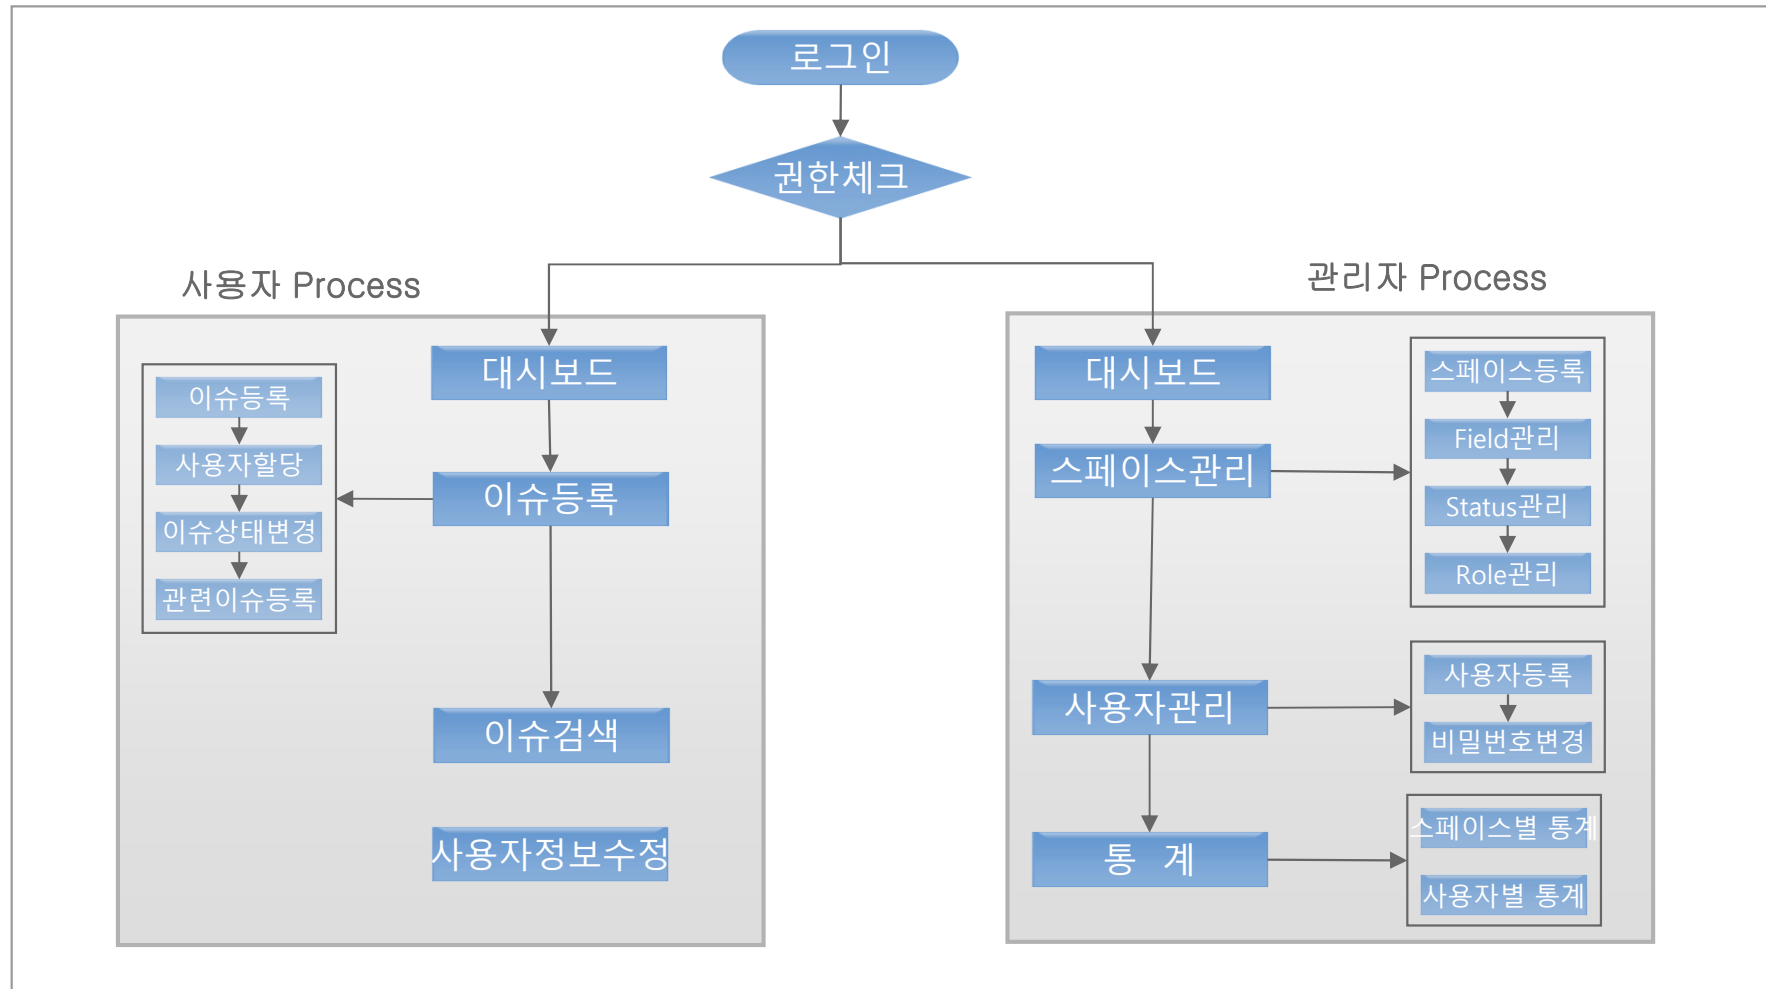 로그인
권한체크
사용자 Process
대시보드
이슈등록
이슈등록
사용자할당
이슈상태변경
관련이슈등록
이슈검색
사용자정보수정
관리자 Process
대시보드
스페이스관리
스페이스등록
Field관리
Status관리
Role관리
사용자관리
사용자등록
비밀번호변경
통 계
스페이스별 통계
사용자별 통계